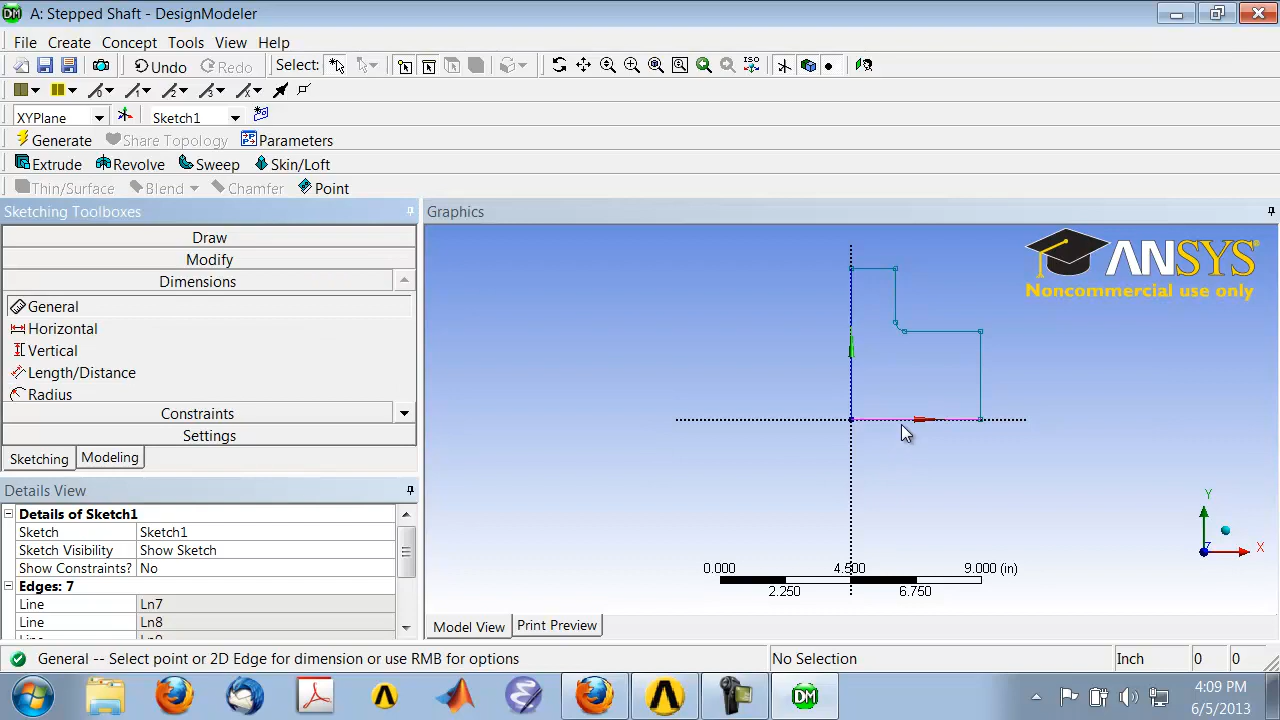 A: Stepped Shaft - DesignModeler
File Create Concept Tools View Help
Undo Redo Select:
XYPlane Sketch1
Generate Share Topology Parameters
Extrude Revolve Sweep Skin/Loft
Thin/Surface Blend Chamfer Point
Sketching Toolboxes
Graphics
Draw
Modify
Dimensions
General
Horizontal
Vertical
Length/Distance
Radius
Constraints
Settings
Sketching Modeling
Details View
Details of Sketch1
Sketch Sketch1
Sketch Visibility Show Sketch
Show Constraints? No
Edges: 7
Line Ln7
Line Ln8
ANSYS
Noncommercial use only
Y
X
Z
0.000 4.500 9.000 (in)
2.250 6.750
Model View Print Preview
General -- Select point or 2D Edge for dimension or use RMB for options
No Selection
Inch 0 0
DM
4:09 PM
6/5/2013